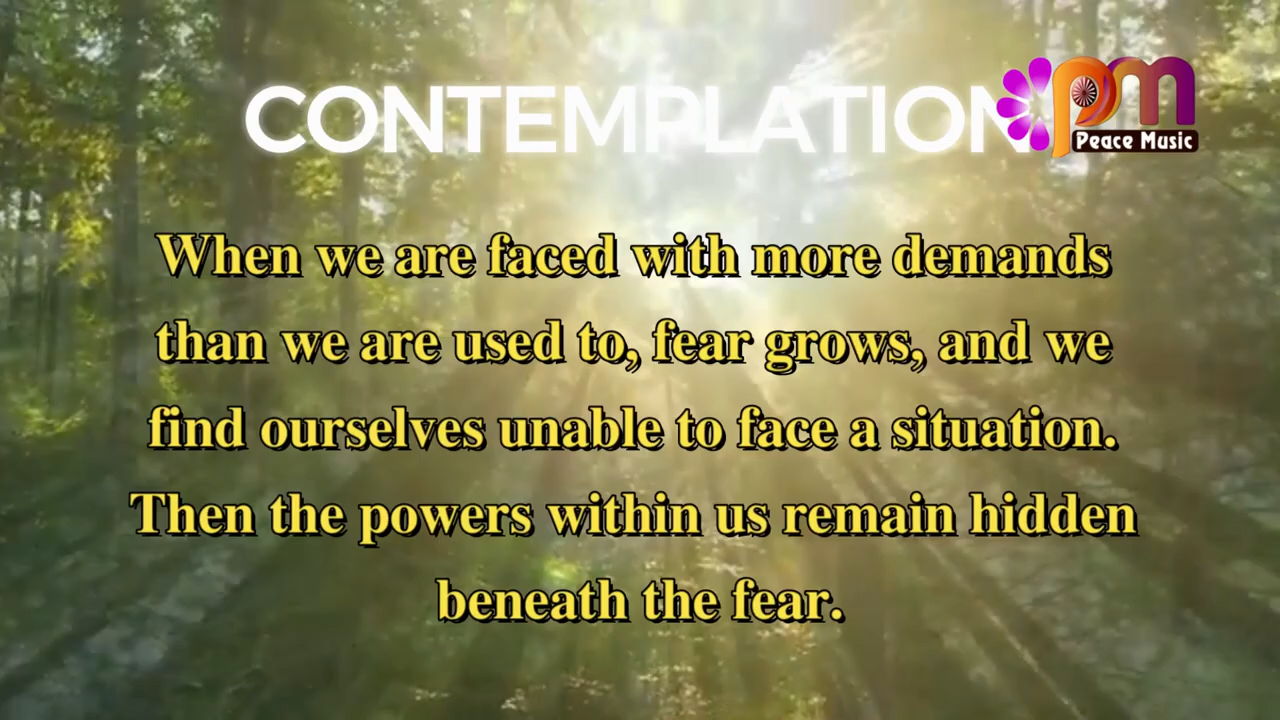 CONTEMPLATION
pm
Peace Music
When we are faced with more demands
than we are used to, fear grows, and we
find ourselves unable to face a situation.
Then the powers within us remain hidden
beneath the fear.